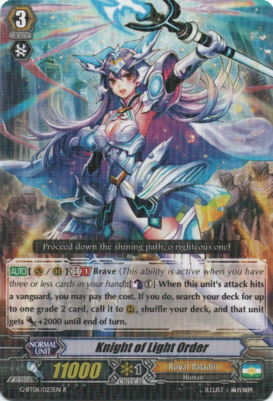 3
Proceed down the shining path, o righteous one!
AUTO 1 Brave (This ability is active when you have
three or less cards in your hand) When this unit's attack hits
a vanguard, you may pay the cost. If you do, search your deck for up
to one grade 2 card, call it to, shuffle your deck, and that unit
gets +2000 until end of turn.
NORMAL
UNIT
Knight of Light Order
11000
1
CRITICAL
Royal Paladin
Human
G-BT06/023EN R
ILLUST /